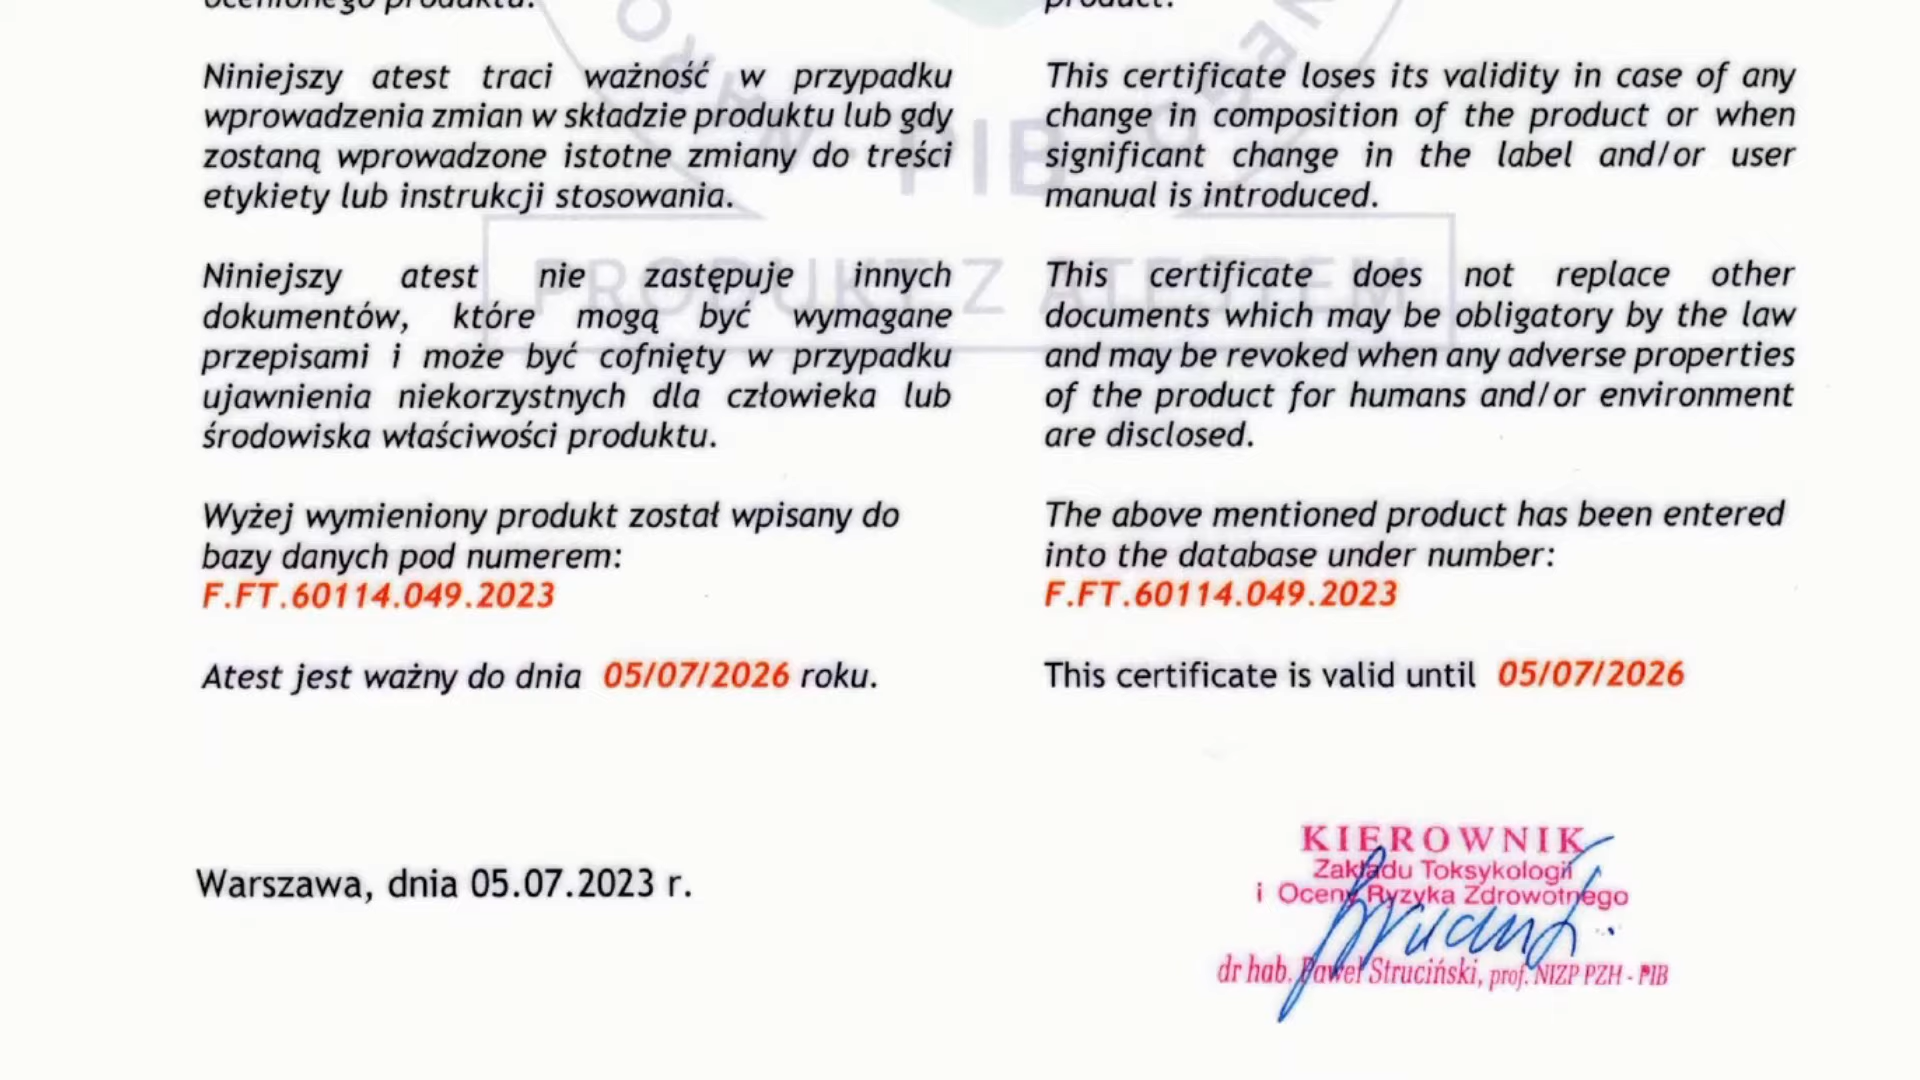 ocenionego produktu.
Niniejszy atest traci ważność w przypadku
wprowadzenia zmian w składzie produktu lub gdy
zostaną wprowadzone istotne zmiany do treści
etykiety lub instrukcji stosowania.
Niniejszy atest nie zastępuje innych
dokumentów, które mogą być wymagane
przepisami i może być cofnięty w przypadku
ujawnienia niekorzystnych dla człowieka lub
środowiska właściwości produktu.
Wyżej wymieniony produkt został wpisany do
bazy danych pod numerem:
F.FT.60114.049.2023
Atest jest ważny do dnia 05/07/2026 roku.
Warszawa, dnia 05.07.2023 r.
product.
This certificate loses its validity in case of any
change in composition of the product or when
significant change in the label and/or user
manual is introduced.
This certificate does not replace other
documents which may be obligatory by the law
and may be revoked when any adverse properties
of the product for humans and/or environment
are disclosed.
The above mentioned product has been entered
into the database under number:
F.FT.60114.049.2023
This certificate is valid until 05/07/2026
KIEROWNIK
Zakładu Toksykologii
i Oceny Ryzyka Zdrowotnego
dr hab. Paweł Struciński, prof. NIZP PZH - PIB
PIB
PRODUKT Z ATESTEM